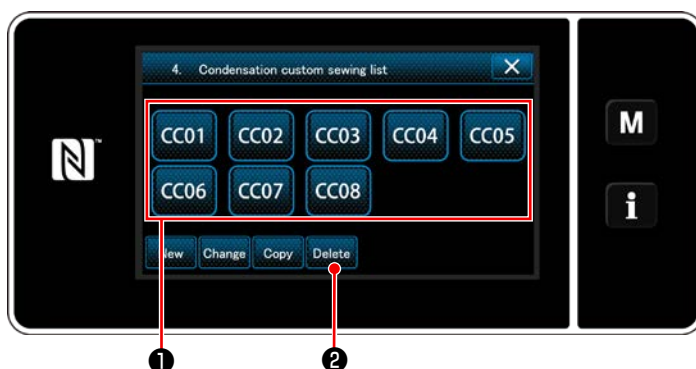 4. Condensation custom sewing list
CC01 CC02 CC03 CC04 CC05
CC06 CC07 CC08
New Change Copy Delete
M
i
N™
❶ ❷